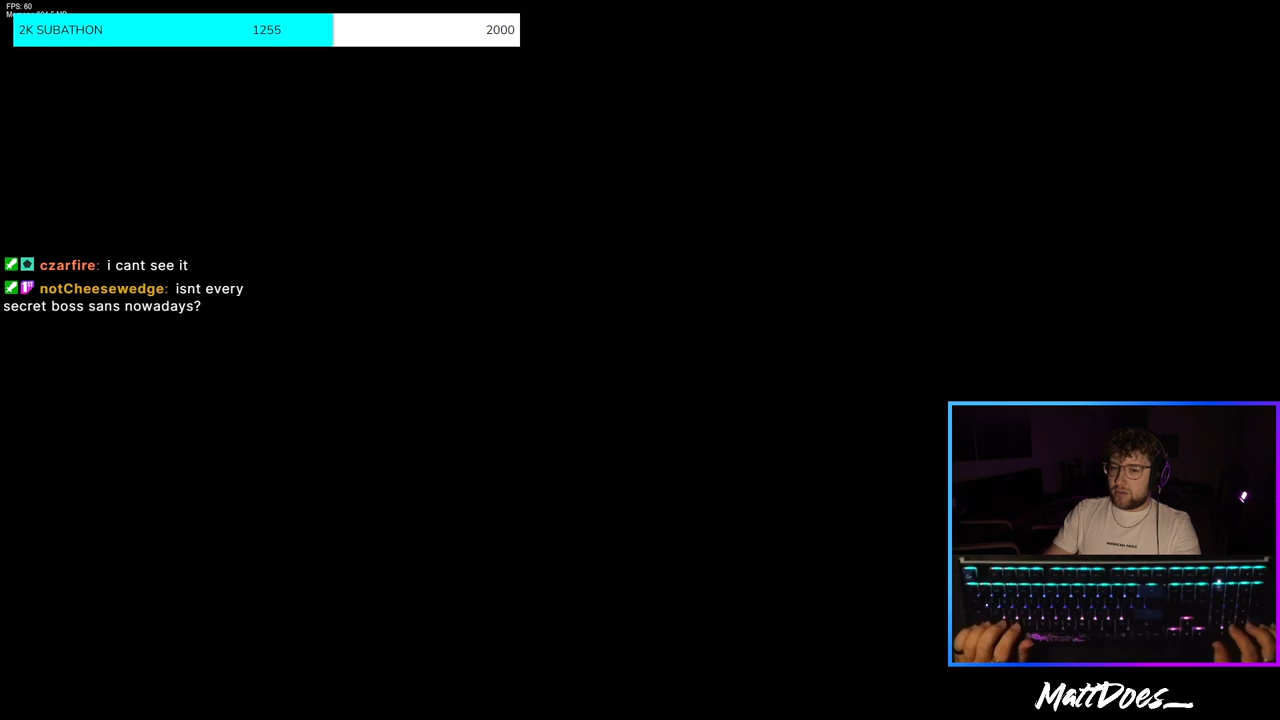 FPS: 60
2K SUBATHON 1255 2000
czarfire: i cant see it
notCheesewedge: isnt every
secret boss sans nowadays?
MattDoes_